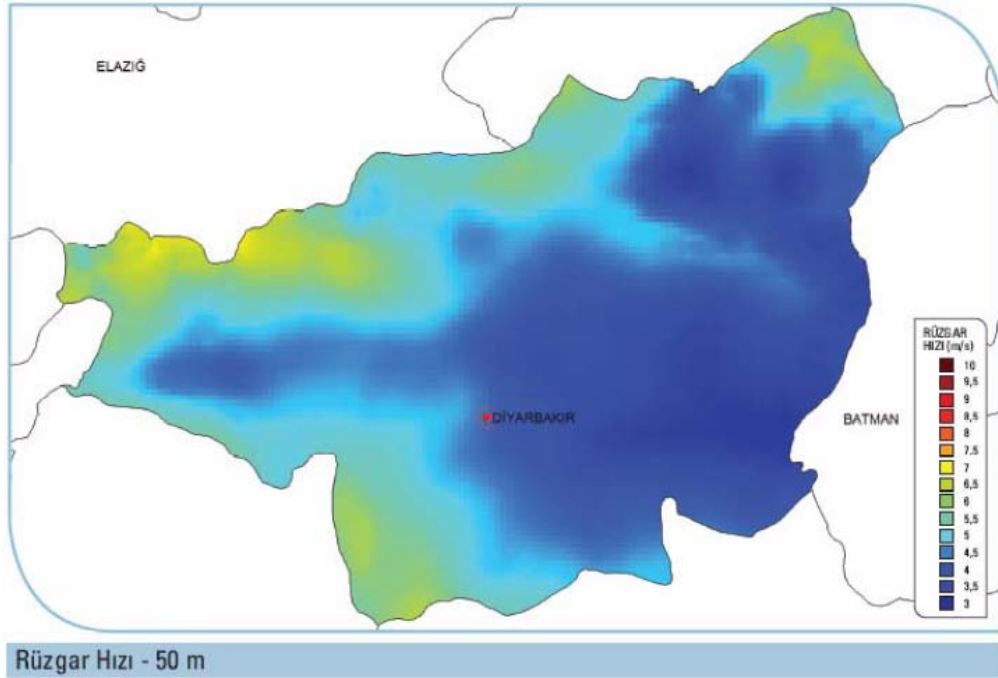 ELAZIĞ
DİYARBAKIR
BATMAN
RÜZGAR
HIZI (m/s)
10
9,5
9
8,5
8
7,5
7
6,5
6
5,5
5
4,5
4
3,5
3
Rüzgar Hızı - 50 m